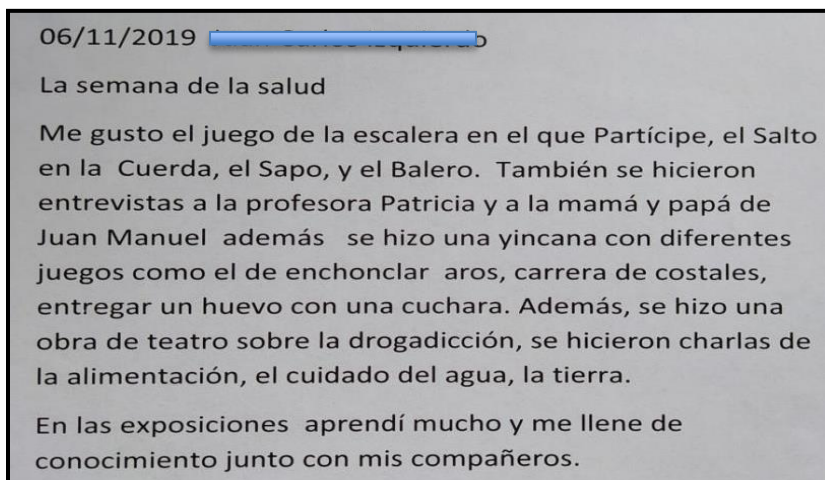 06/11/2019
La semana de la salud
Me gusto el juego de la escalera en el que Partícipe, el Salto
en la Cuerda, el Sapo, y el Balero. También se hicieron
entrevistas a la profesora Patricia y a la mamá y papá de
Juan Manuel además se hizo una yincana con diferentes
juegos como el de enchonclar aros, carrera de costales,
entregar un huevo con una cuchara. Además, se hizo una
obra de teatro sobre la drogadicción, se hicieron charlas de
la alimentación, el cuidado del agua, la tierra.
En las exposiciones aprendí mucho y me llene de
conocimiento junto con mis compañeros.